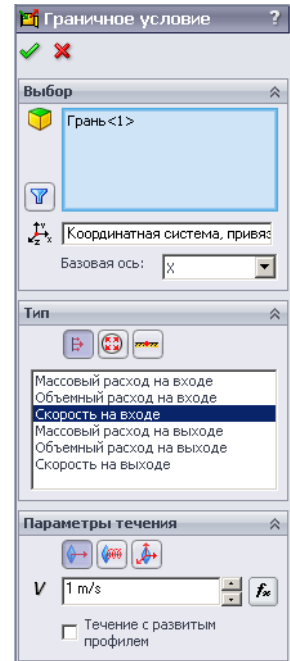 Граничное условие ?
Выбор
Грань<1>
Координатная система, привяз
Базовая ось: X
Тип
Массовый расход на входе
Объемный расход на входе
Скорость на входе
Массовый расход на выходе
Объемный расход на выходе
Скорость на выходе
Параметры течения
V 1 m/s
Течение с развитым
профилем